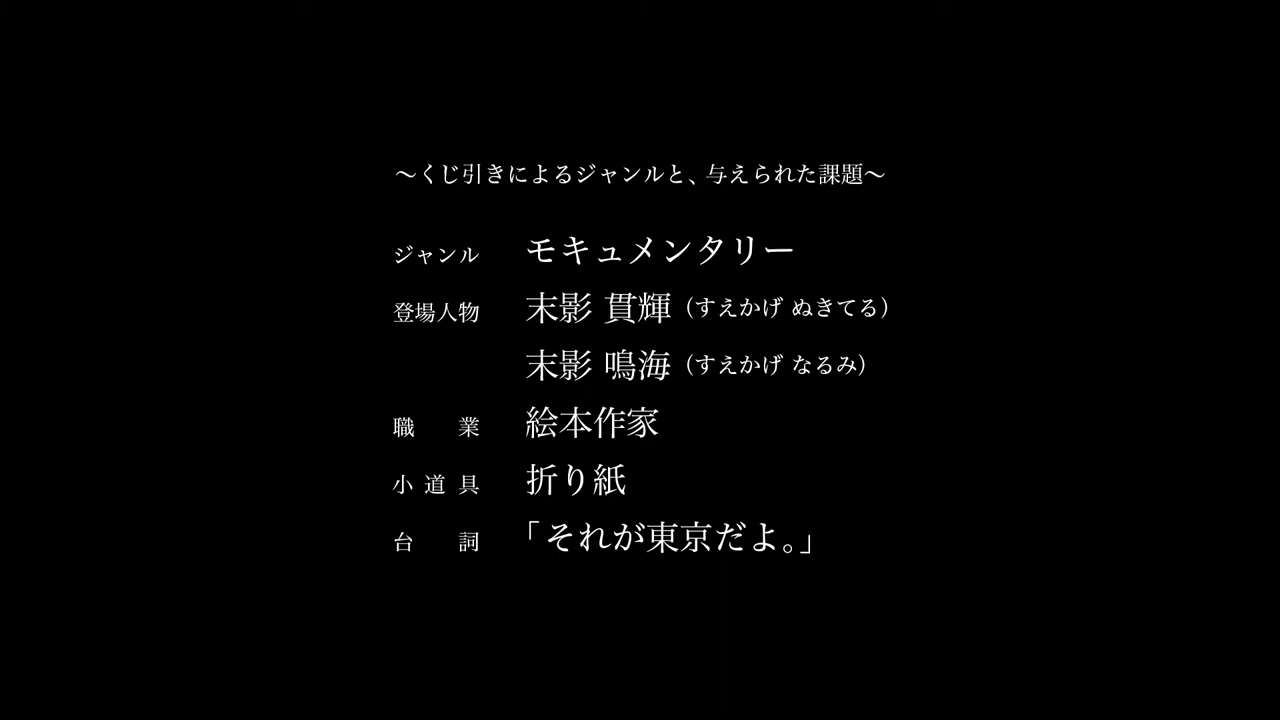 〜くじ引きによるジャンルと、与えられた課題〜
ジャンル モキュメンタリー
登場人物 末影 貫輝（すえかげ ぬきてる）
末影 鳴海（すえかげ なるみ）
職業 絵本作家
小道具 折り紙
台詞 「それが東京だよ。」